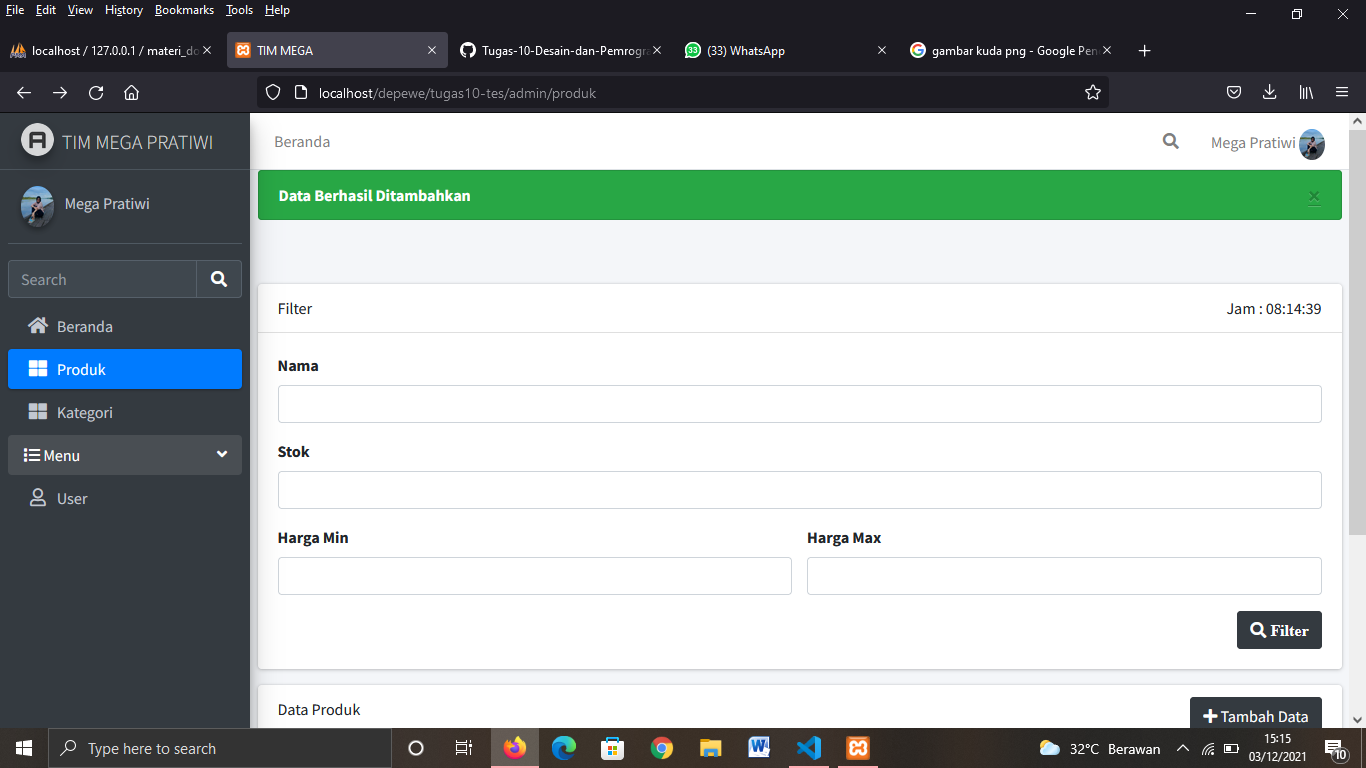 File Edit View History Bookmarks Tools Help
localhost / 127.0.0.1 / materi_do
TIM MEGA
Tugas-10-Desain-dan-Pemrogra
(33) WhatsApp
gambar kuda png - Google Pen
localhost/depewe/tugas10-tes/admin/produk
TIM MEGA PRATIWI
Beranda
Mega Pratiwi
Mega Pratiwi
Data Berhasil Ditambahkan
×
Search
Beranda
Produk
Kategori
Menu
User
Filter
Jam : 08:14:39
Nama
Stok
Harga Min
Harga Max
Filter
Data Produk
Tambah Data
Type here to search
32°C Berawan
15:15
03/12/2021
10